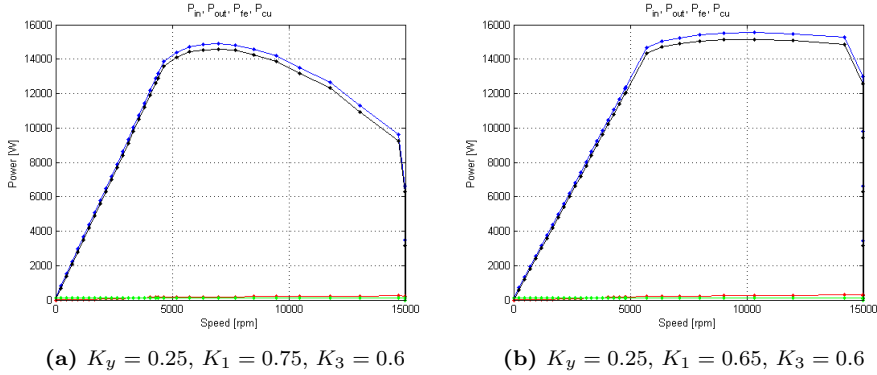 P_in, P_out, P_fe, P_cu
16000
14000
12000
10000
8000
6000
4000
2000
0
Power [W]
0 5000 10000 15000
Speed [rpm]
(a) K_y = 0.25, K_1 = 0.75, K_3 = 0.6
P_in, P_out, P_fe, P_cu
16000
14000
12000
10000
8000
6000
4000
2000
0
Power [W]
0 5000 10000 15000
Speed [rpm]
(b) K_y = 0.25, K_1 = 0.65, K_3 = 0.6